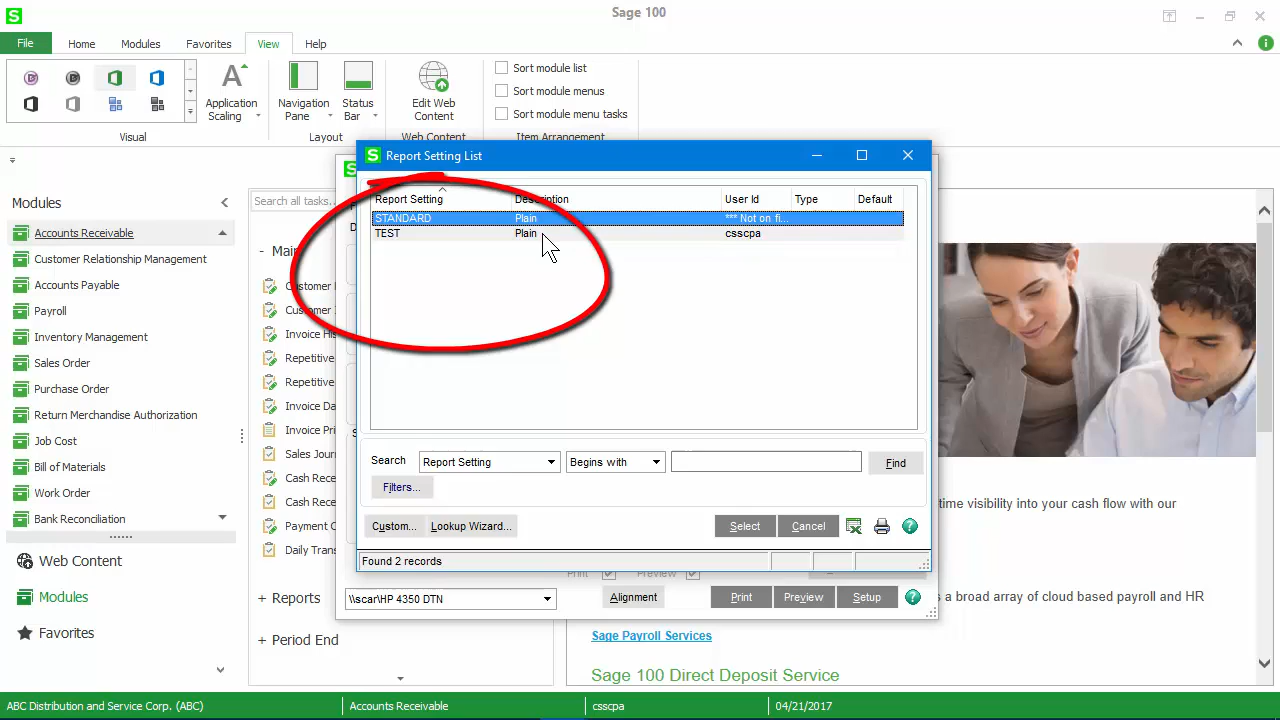 S
Sage 100
File
Home
Modules
Favorites
View
Help
Application Scaling
Navigation Pane
Status Bar
Edit Web Content
Sort module list
Sort module menus
Sort module menu tasks
Visual
Layout
Web Content
Item Arrangement
Modules
Accounts Receivable
Customer Relationship Management
Accounts Payable
Payroll
Inventory Management
Sales Order
Purchase Order
Return Merchandise Authorization
Job Cost
Bill of Materials
Work Order
Bank Reconciliation
Web Content
Modules
Favorites
Search all tasks
- Main
Customer
Customer
Invoice His
Repetitive
Repetitive
Invoice Da
Invoice Pri
Sales Journ
Cash Rece
Cash Rece
Payment C
Daily Trans
+ Reports
+ Period End
S Report Setting List
Report Setting Description User Id Type Default
STANDARD Plain *** Not on fi...
TEST Plain csscpa
Search Report Setting Begins with Find
Filters...
Custom... Lookup Wizard... Select Cancel
Found 2 records
Print Preview
\\scar\HP 4350 DTN Alignment Print Preview Setup
time visibility into your cash flow with our
s a broad array of cloud based payroll and HR
Sage Payroll Services
Sage 100 Direct Deposit Service
ABC Distribution and Service Corp. (ABC) Accounts Receivable csscpa 04/21/2017